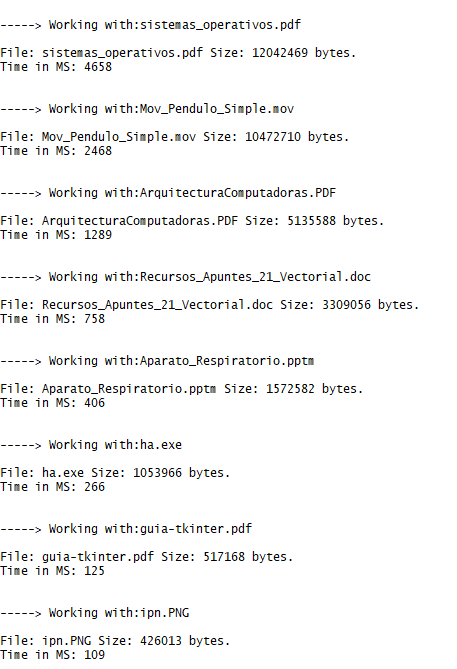 -----> Working with:sistemas_operativos.pdf
File: sistemas_operativos.pdf Size: 12042469 bytes.
Time in MS: 4658
-----> Working with:Mov_Pendulo_Simple.mov
File: Mov_Pendulo_Simple.mov Size: 10472710 bytes.
Time in MS: 2468
-----> Working with:ArquitecturaComputadoras.PDF
File: ArquitecturaComputadoras.PDF Size: 5135588 bytes.
Time in MS: 1289
-----> Working with:Recursos_Apuntes_21_Vectorial.doc
File: Recursos_Apuntes_21_Vectorial.doc Size: 3309056 bytes.
Time in MS: 758
-----> Working with:Aparato_Respiratorio.pptm
File: Aparato_Respiratorio.pptm Size: 1572582 bytes.
Time in MS: 406
-----> Working with:ha.exe
File: ha.exe Size: 1053966 bytes.
Time in MS: 266
-----> Working with:guia-tkinter.pdf
File: guia-tkinter.pdf Size: 517168 bytes.
Time in MS: 125
-----> Working with:ipn.PNG
File: ipn.PNG Size: 426013 bytes.
Time in MS: 109